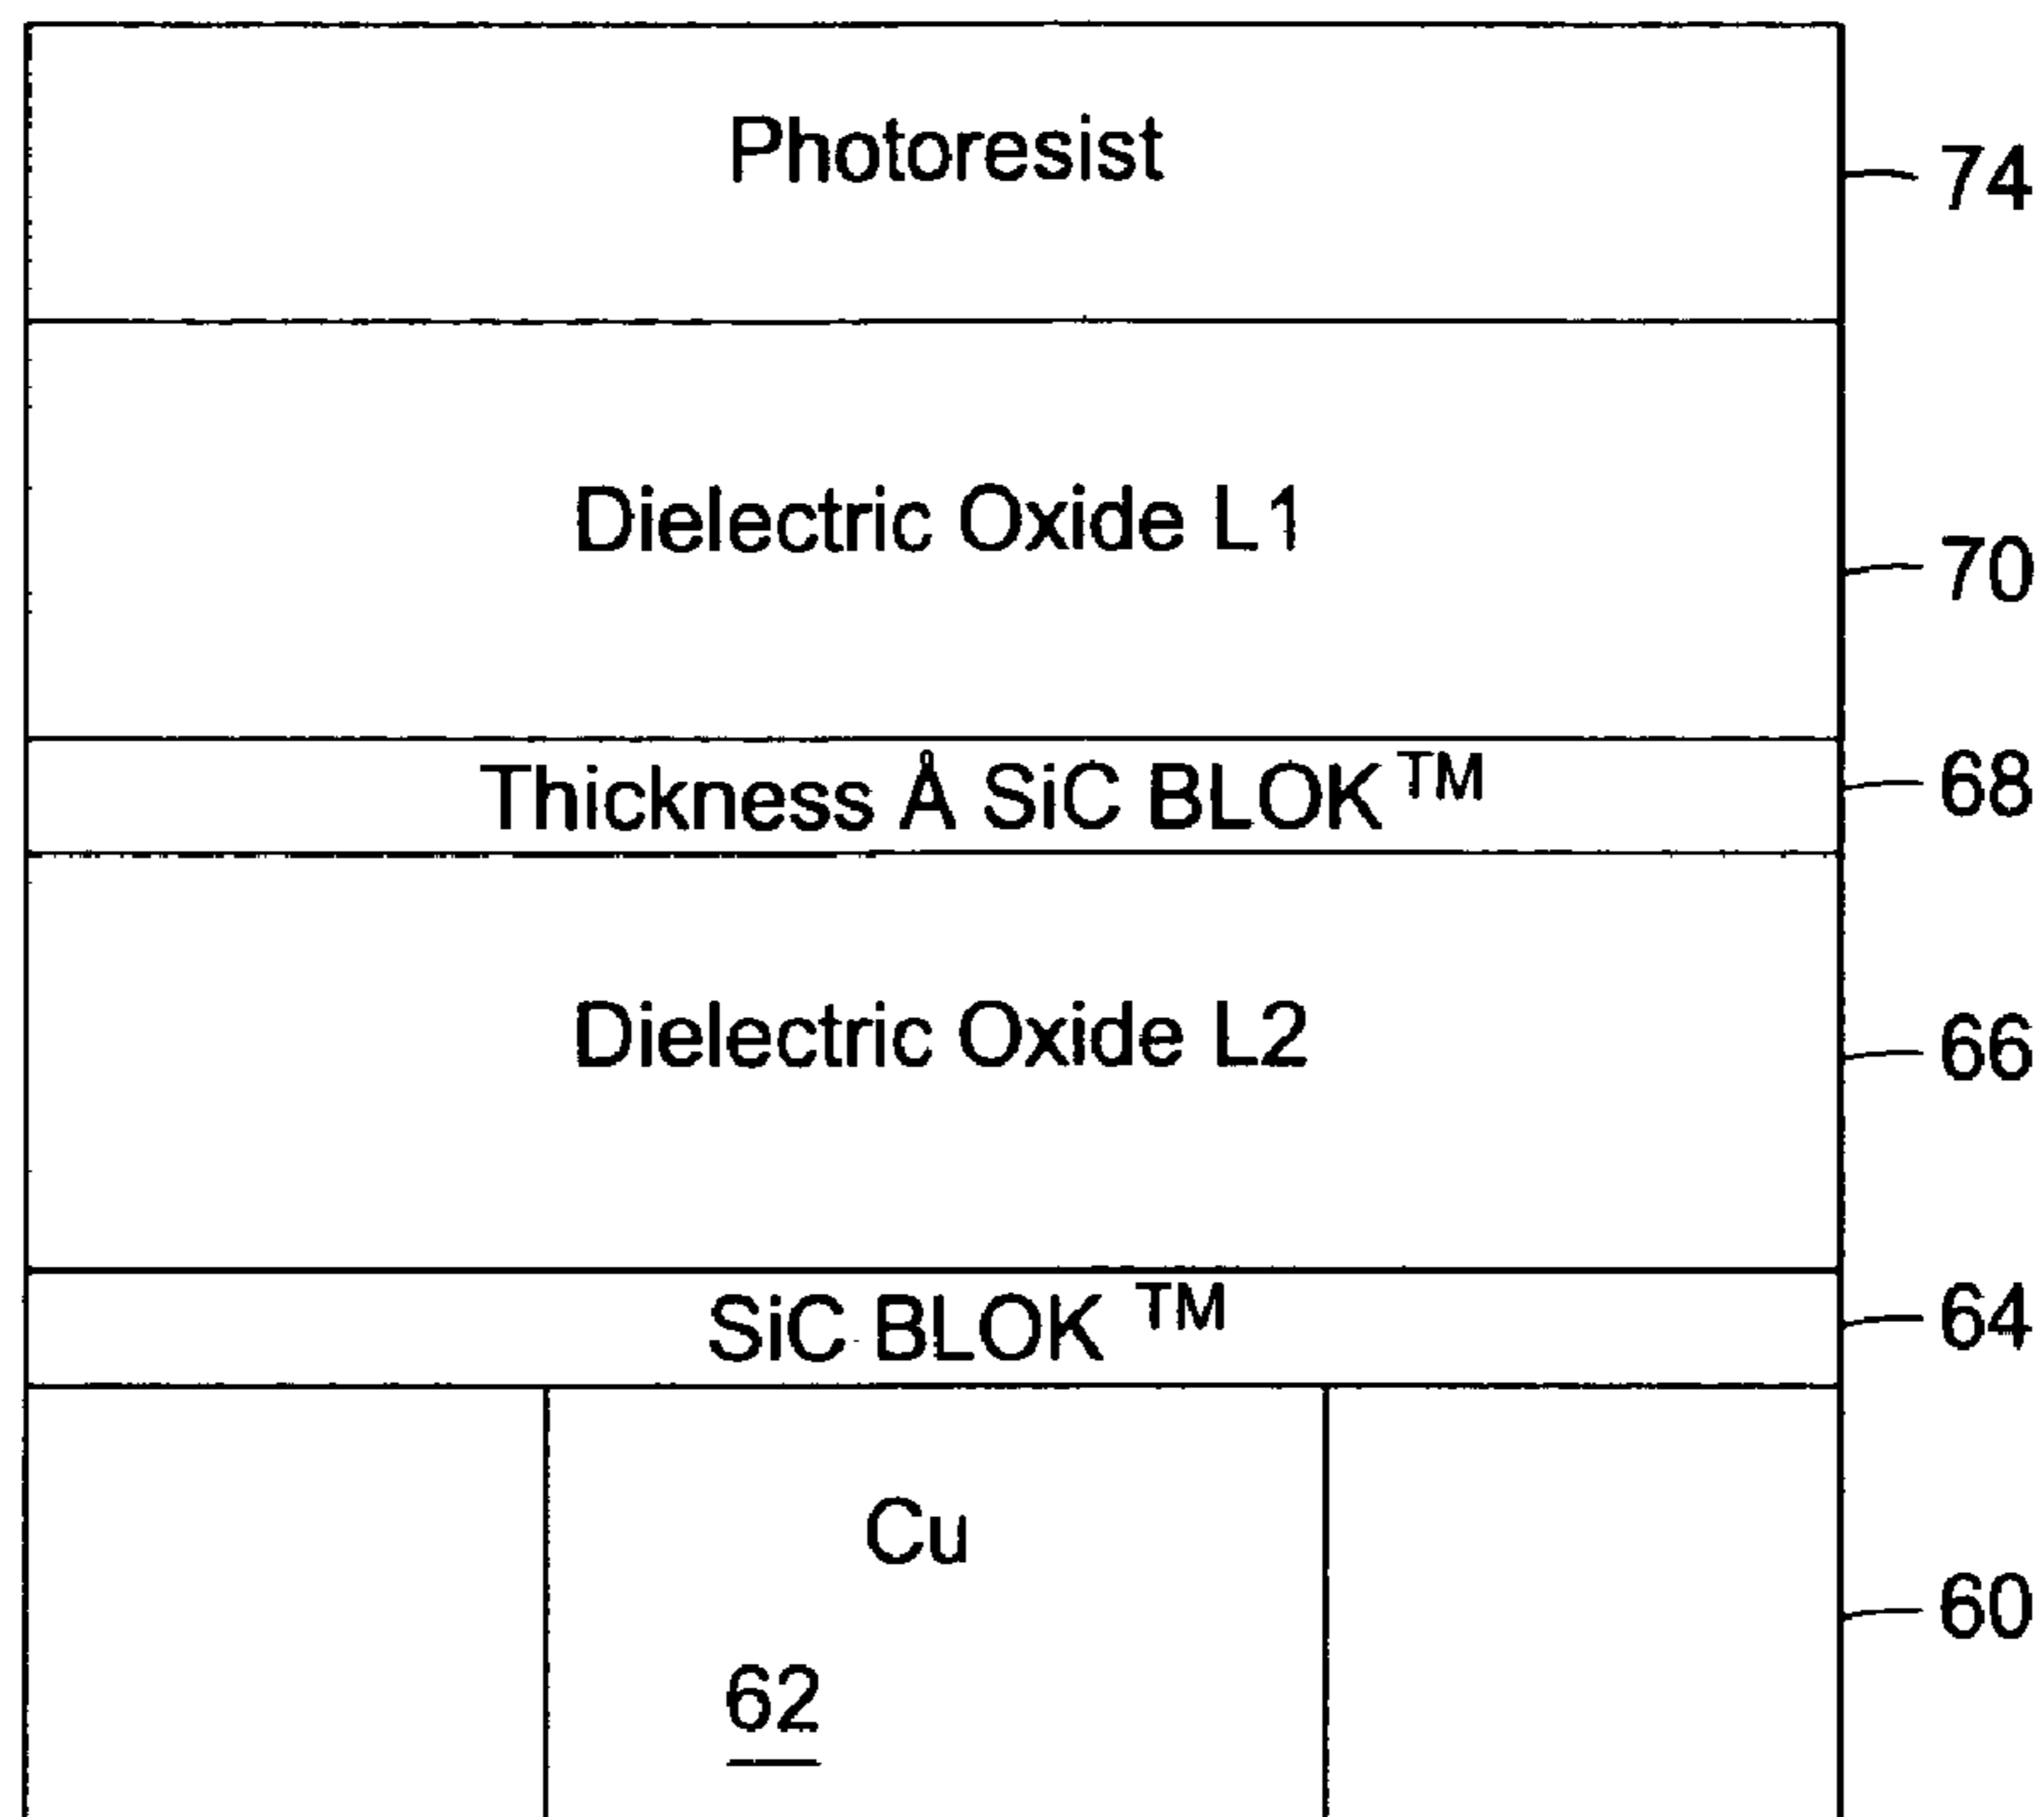 Photoresist
74
Dielectric Oxide L1
70
Thickness Å SiC BLOK™
68
Dielectric Oxide L2
66
SiC BLOK™
64
Cu
60
62